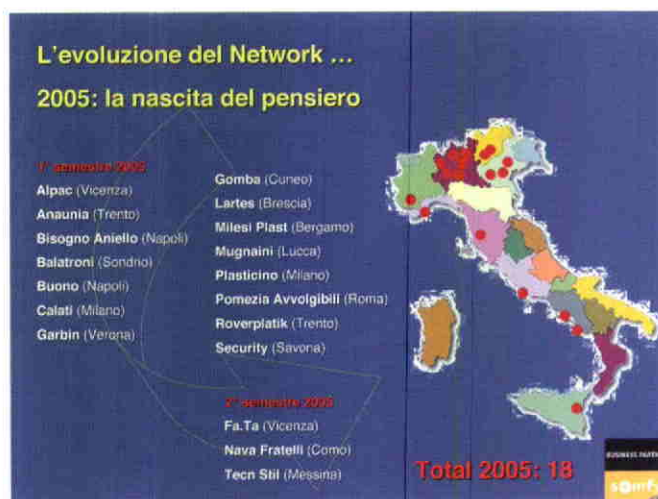 L'evoluzione del Network ...
2005: la nascita del pensiero
1° semestre 2005
Alpac (Vicenza)
Anaunia (Trento)
Bisogno Aniello (Napoli)
Balatroni (Sondrio)
Buono (Napoli)
Calati (Milano)
Garbin (Verona)
Gomba (Cuneo)
Lartes (Brescia)
Milesi Plast (Bergamo)
Mugnaini (Lucca)
Plasticino (Milano)
Pomezia Avvolgibili (Roma)
Roverplatik (Trento)
Security (Savona)
2° semestre 2005
Fa.Ta (Vicenza)
Nava Fratelli (Como)
Tecn Stil (Messina)
Total 2005: 18
BUSINESS PARTN
somf